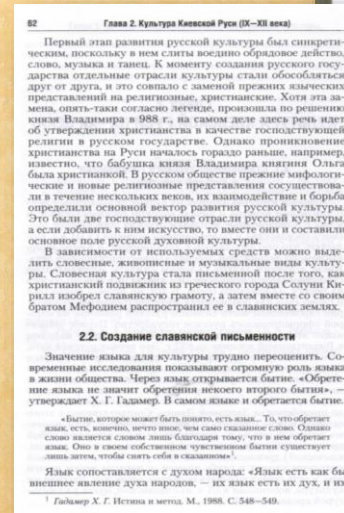 62
Глава 2. Культура Киевской Руси (IX—XII века)
Первый этап развития русской культуры был синкрети-
ческим, поскольку в нем слиты воедино обрядовое действо,
слово, музыка и танец. К моменту создания русского госу-
дарства отдельные отрасли культуры стали обособляться
друг от друга, и это совпало с заменой прежних языческих
представлений на религиозные, христианские. Хотя эта за-
мена, опять-таки согласно легенде, произошла по решению
князя Владимира в 988 г., на самом деле здесь речь идет
об утверждении христианства в качестве господствующей
религии в русском государстве. Однако проникновение
христианства на Русь началось гораздо раньше, например,
известно, что бабушка князя Владимира княгиня Ольга
была христианкой. В русском обществе прежние мифологи-
ческие и новые религиозные представления сосуществова-
ли в течение нескольких веков, их взаимодействие и борьба
определили основной вектор развития русской культуры.
Это были две господствующие отрасли русской культуры,
а если добавить к ним искусство, то вместе они и составили
основное поле русской духовной культуры.
В зависимости от используемых средств можно выде-
лить словесные, живописные и музыкальные виды культу-
ры. Словесная культура стала письменной после того, как
христианский подвижник из греческого города Солуни Ки-
рилл изобрел славянскую грамоту, а затем вместе со своим
братом Мефодием распространил ее в славянских землях.
2.2. Создание славянской письменности
Значение языка для культуры трудно переоценить. Со-
временные исследования показывают огромную роль языка
в жизни общества. Через язык открывается бытие. «Обрете-
ние языка не значит обретения некоего второго бытия», —
утверждает Х. Г. Гадамер. В самом языке и обретается бытие.
«Бытие, которое может быть понято, есть язык... То, что обретает
язык, есть, конечно, нечто иное, чем само сказанное слово. Однако
слово является словом лишь благодаря тому, что в нем обретает
язык. Оно в своем собственном чувственном бытии существует
лишь затем, чтобы снять себя в сказанном»¹.
Язык сопоставляется с духом народа: «Язык есть как бы
внешнее явление духа народов, — их язык есть их дух, и их
¹ Гадамер Х. Г. Истина и метод. М., 1988. С. 548—549.